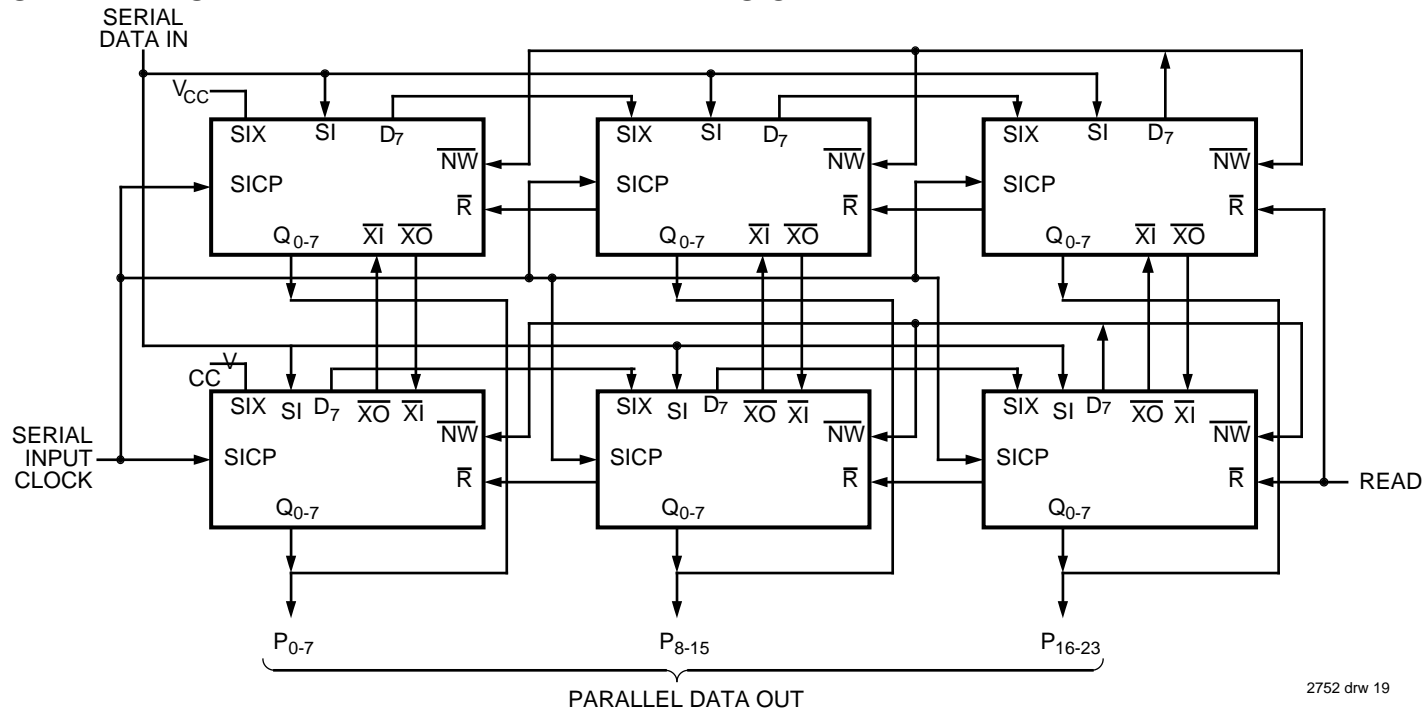 SERIAL
DATA IN
VCC
SIX SI D7 SIX SI D7 SIX SI D7
NW NW NW
SICP SICP SICP
R R R
Q0-7 XI XO Q0-7 XI XO Q0-7 XI XO
V
CC
SIX SI D7 XO XI SIX SI D7 XO XI SIX SI D7 XO XI
NW NW NW
SERIAL
INPUT
CLOCK
SICP SICP SICP
R R R READ
Q0-7 Q0-7 Q0-7
P0-7 P8-15 P16-23
PARALLEL DATA OUT
2752 drw 19